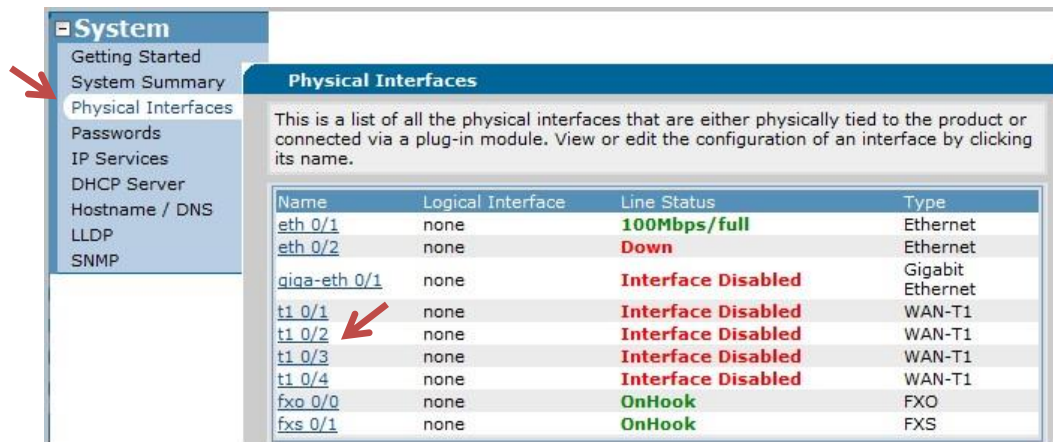 System
Getting Started
System Summary
Physical Interfaces
Passwords
IP Services
DHCP Server
Hostname / DNS
LLDP
SNMP
Physical Interfaces
This is a list of all the physical interfaces that are either physically tied to the product or
connected via a plug-in module. View or edit the configuration of an interface by clicking
its name.
Name Logical Interface Line Status Type
eth 0/1 none 100Mbps/full Ethernet
eth 0/2 none Down Ethernet
giga-eth 0/1 none Interface Disabled Gigabit
Ethernet
t1 0/1 none Interface Disabled WAN-T1
t1 0/2 none Interface Disabled WAN-T1
t1 0/3 none Interface Disabled WAN-T1
t1 0/4 none Interface Disabled WAN-T1
fxo 0/0 none OnHook FXO
fxs 0/1 none OnHook FXS